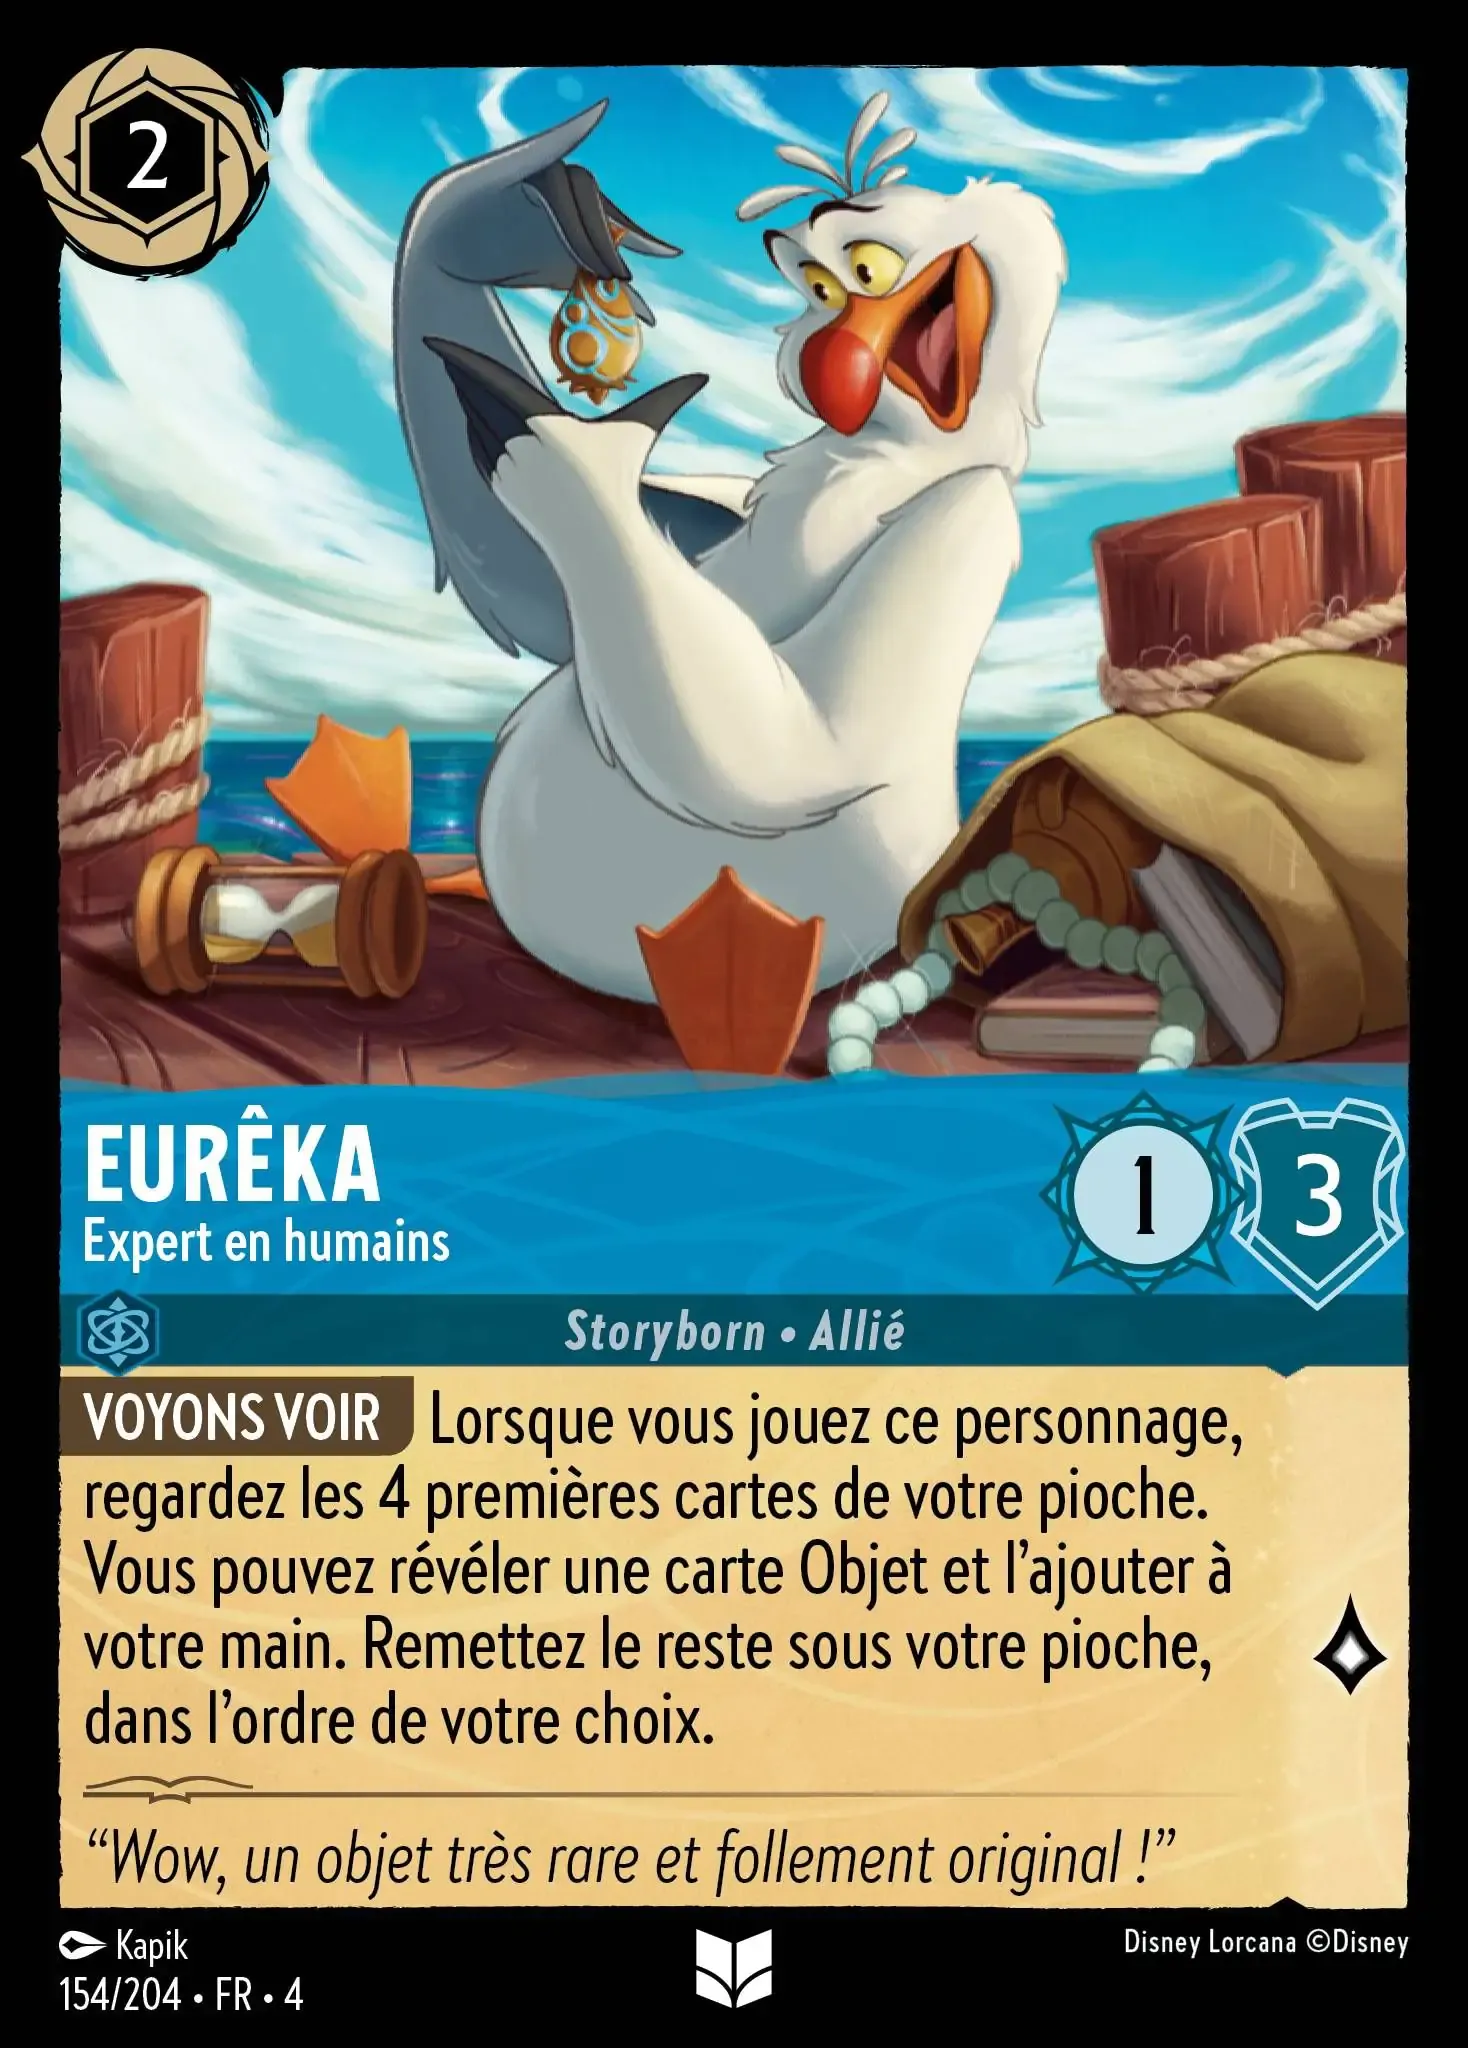 2
EURÊKA
Expert en humains
1
3
Storyborn • Allié
VOYONS VOIR Lorsque vous jouez ce personnage,
regardez les 4 premières cartes de votre pioche.
Vous pouvez révéler une carte Objet et l’ajouter à
votre main. Remettez le reste sous votre pioche,
dans l’ordre de votre choix.
“Wow, un objet très rare et follement original !”
Kapik
Disney Lorcana ©Disney
154/204 • FR • 4